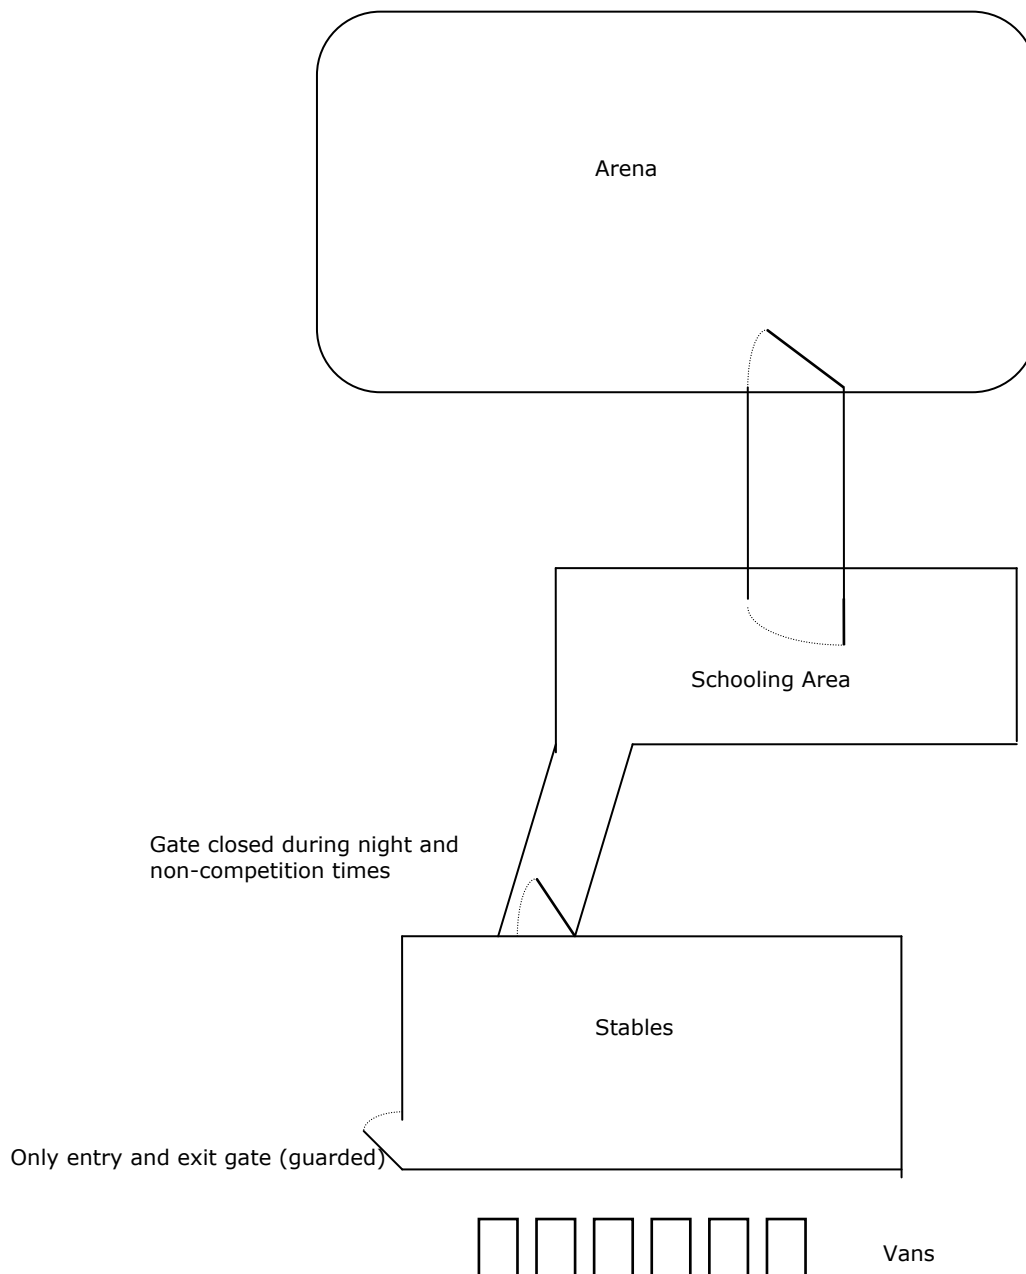 Arena
Schooling Area
Gate closed during night and
non-competition times
Stables
Only entry and exit gate (guarded)
Vans